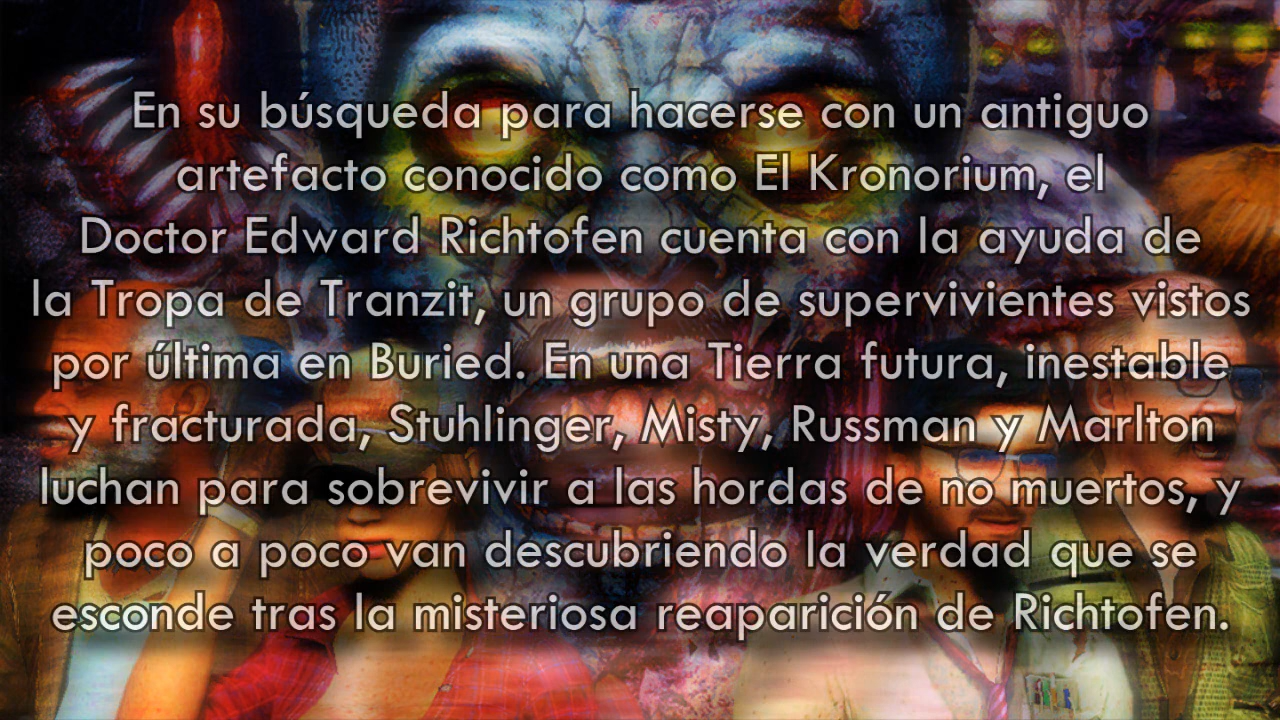 En su búsqueda para hacerse con un antiguo
artefacto conocido como El Kronorium, el
Doctor Edward Richtofen cuenta con la ayuda de
la Tropa de Tranzit, un grupo de supervivientes vistos
por última en Buried. En una Tierra futura, inestable
y fracturada, Stuhlinger, Misty, Russman y Marlton
luchan para sobrevivir a las hordas de no muertos, y
poco a poco van descubriendo la verdad que se
esconde tras la misteriosa reaparición de Richtofen.